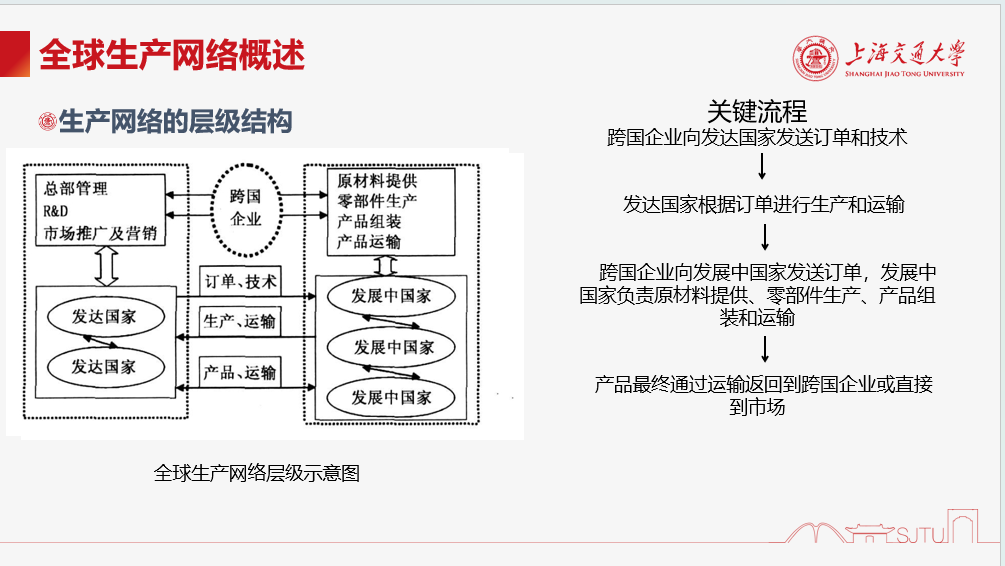 全球生产网络概述
上海交通大学
SHANGHAI JIAO TONG UNIVERSITY
生产网络的层级结构
总部管理
R&D
市场推广及营销
跨国
企业
原材料提供
零部件生产
产品组装
产品运输
订单、技术
生产、运输
产品、运输
发达国家
发达国家
发展中国家
发展中国家
发展中国家
全球生产网络层级示意图
关键流程
跨国企业向发达国家发送订单和技术
发达国家根据订单进行生产和运输
跨国企业向发展中国家发送订单，发展中
国家负责原材料提供、零部件生产、产品组
装和运输
产品最终通过运输返回到跨国企业或直接
到市场
SJTU